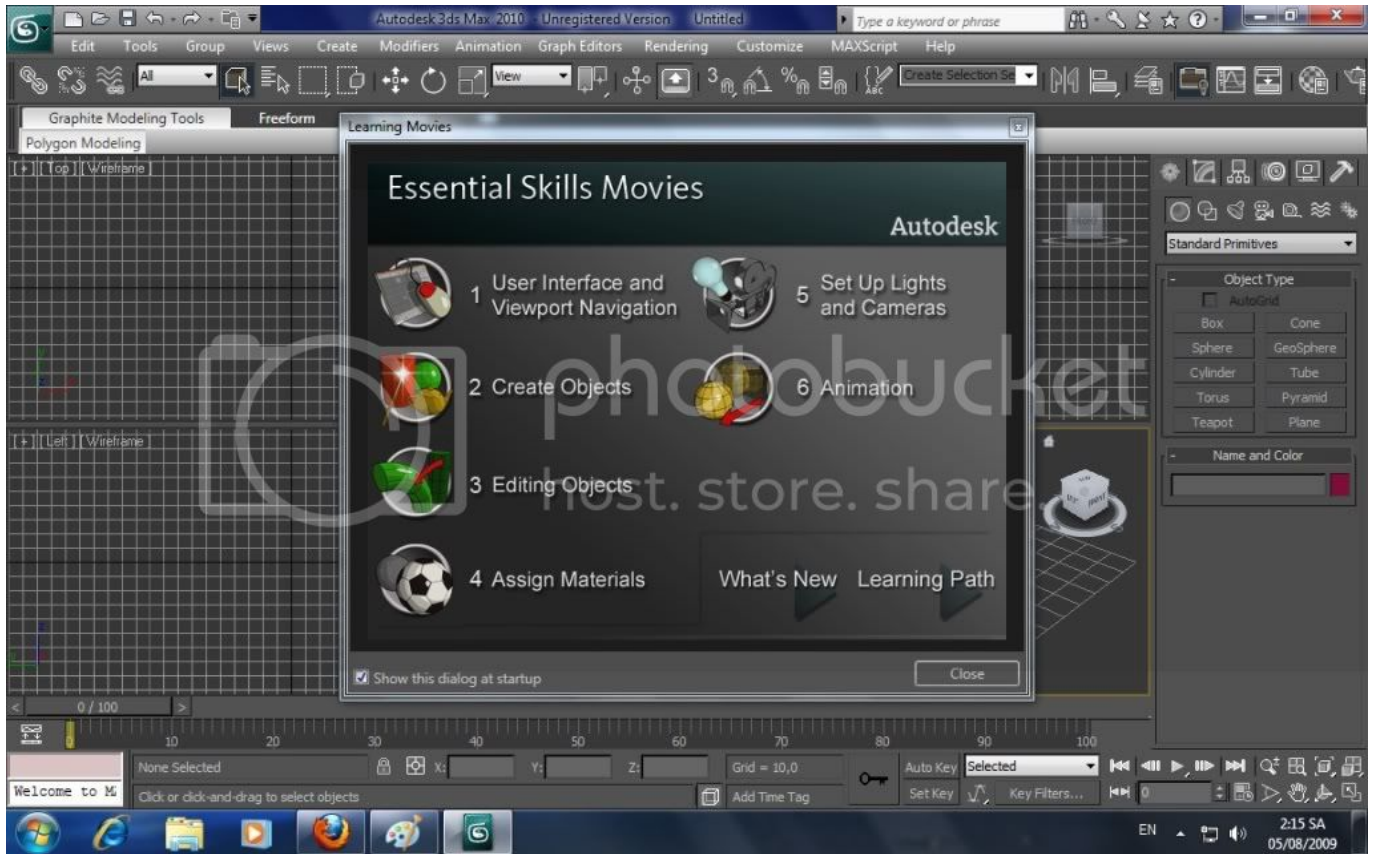 Autodesk 3ds Max 2010 - Unregistered Version Untitled
Type a keyword or phrase
Edit Tools Group Views Create Modifiers Animation Graph Editors Rendering Customize MAXScript Help
All
View
3
%
ABC
Create Selection Se
Graphite Modeling Tools Freeform
Polygon Modeling
Learning Movies
[ + ] [ Top ] [ Wireframe ]
Essential Skills Movies
Autodesk
1 User Interface and
Viewport Navigation
2 Create Objects
3 Editing Objects
4 Assign Materials
5 Set Up Lights
and Cameras
6 Animation
What's New Learning Path
Show this dialog at startup
Close
[ + ] [ Left ] [ Wireframe ]
photobucket
host. store. share.
FRONT
Standard Primitives
- Object Type
AutoGrid
Box Cone
Sphere GeoSphere
Cylinder Tube
Torus Pyramid
Teapot Plane
- Name and Color
< 0 / 100 >
0 10 20 30 40 50 60 70 80 90 100
None Selected
X: Y: Z:
Grid = 10,0
Auto Key Selected
Welcome to M
Click or click-and-drag to select objects
Add Time Tag
Set Key Key Filters...
0
EN
2:15 SA
05/08/2009